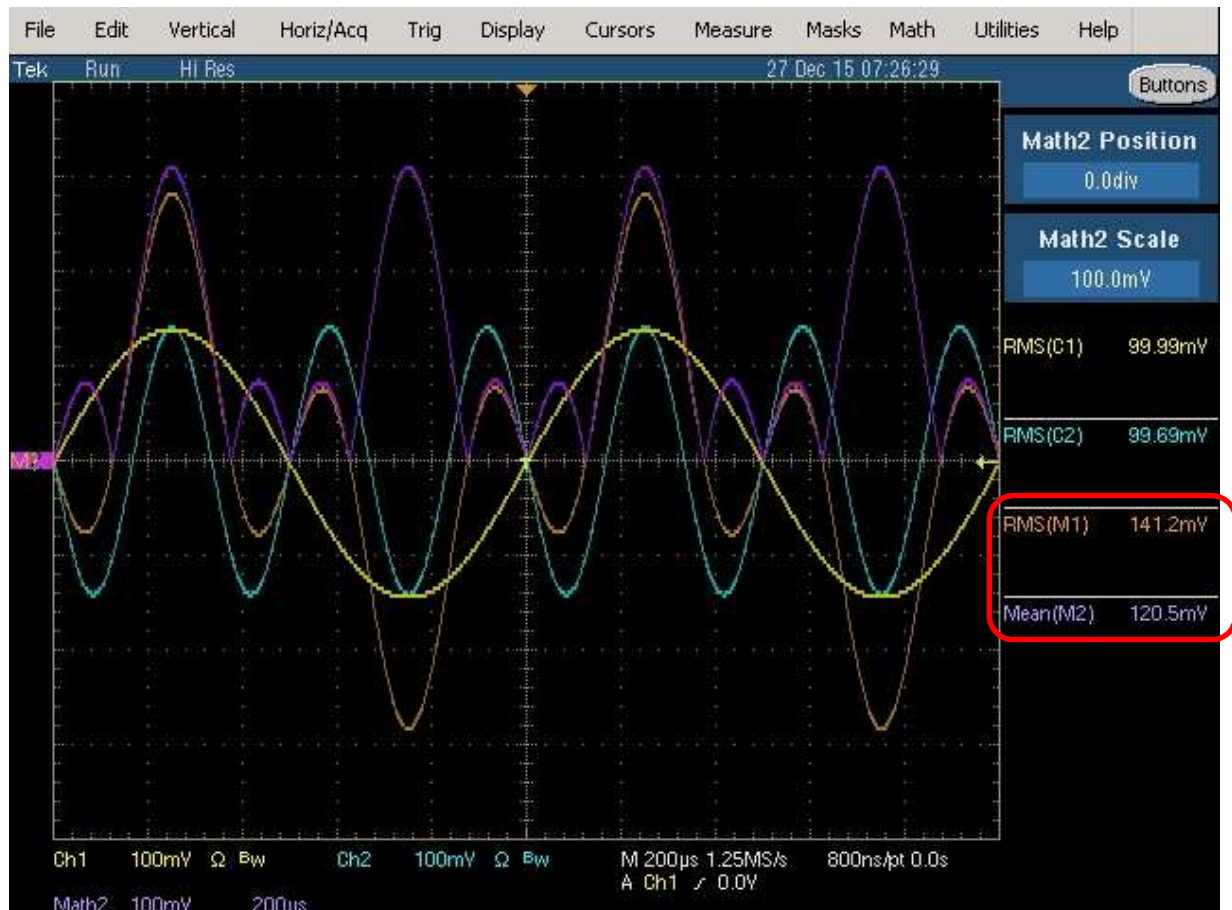 File Edit Vertical Horiz/Acq Trig Display Cursors Measure Masks Math Utilities Help
Tek Run Hi Res 27 Dec 15 07:26:29
Buttons
Math2 Position
0.0div
Math2 Scale
100.0mV
RMS(C1) 99.99mV
RMS(C2) 99.69mV
RMS(M1) 141.2mV
Mean(M2) 120.5mV
Ch1 100mV Ω Bw Ch2 100mV Ω Bw M 200µs 1.25MS/s 800ns/pt 0.0s
A Ch1 0.0V
Math2 100mV 200µs